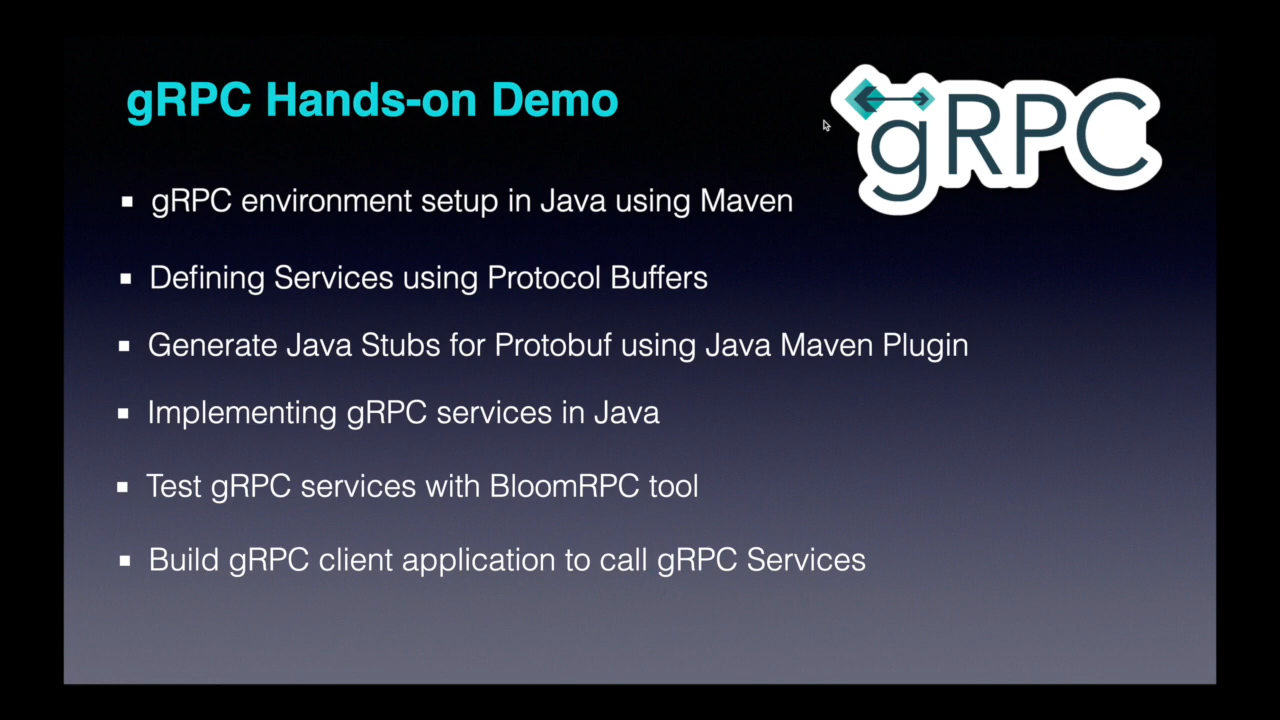 gRPC Hands-on Demo
gRPC
▪ gRPC environment setup in Java using Maven
▪ Defining Services using Protocol Buffers
▪ Generate Java Stubs for Protobuf using Java Maven Plugin
▪ Implementing gRPC services in Java
▪ Test gRPC services with BloomRPC tool
▪ Build gRPC client application to call gRPC Services